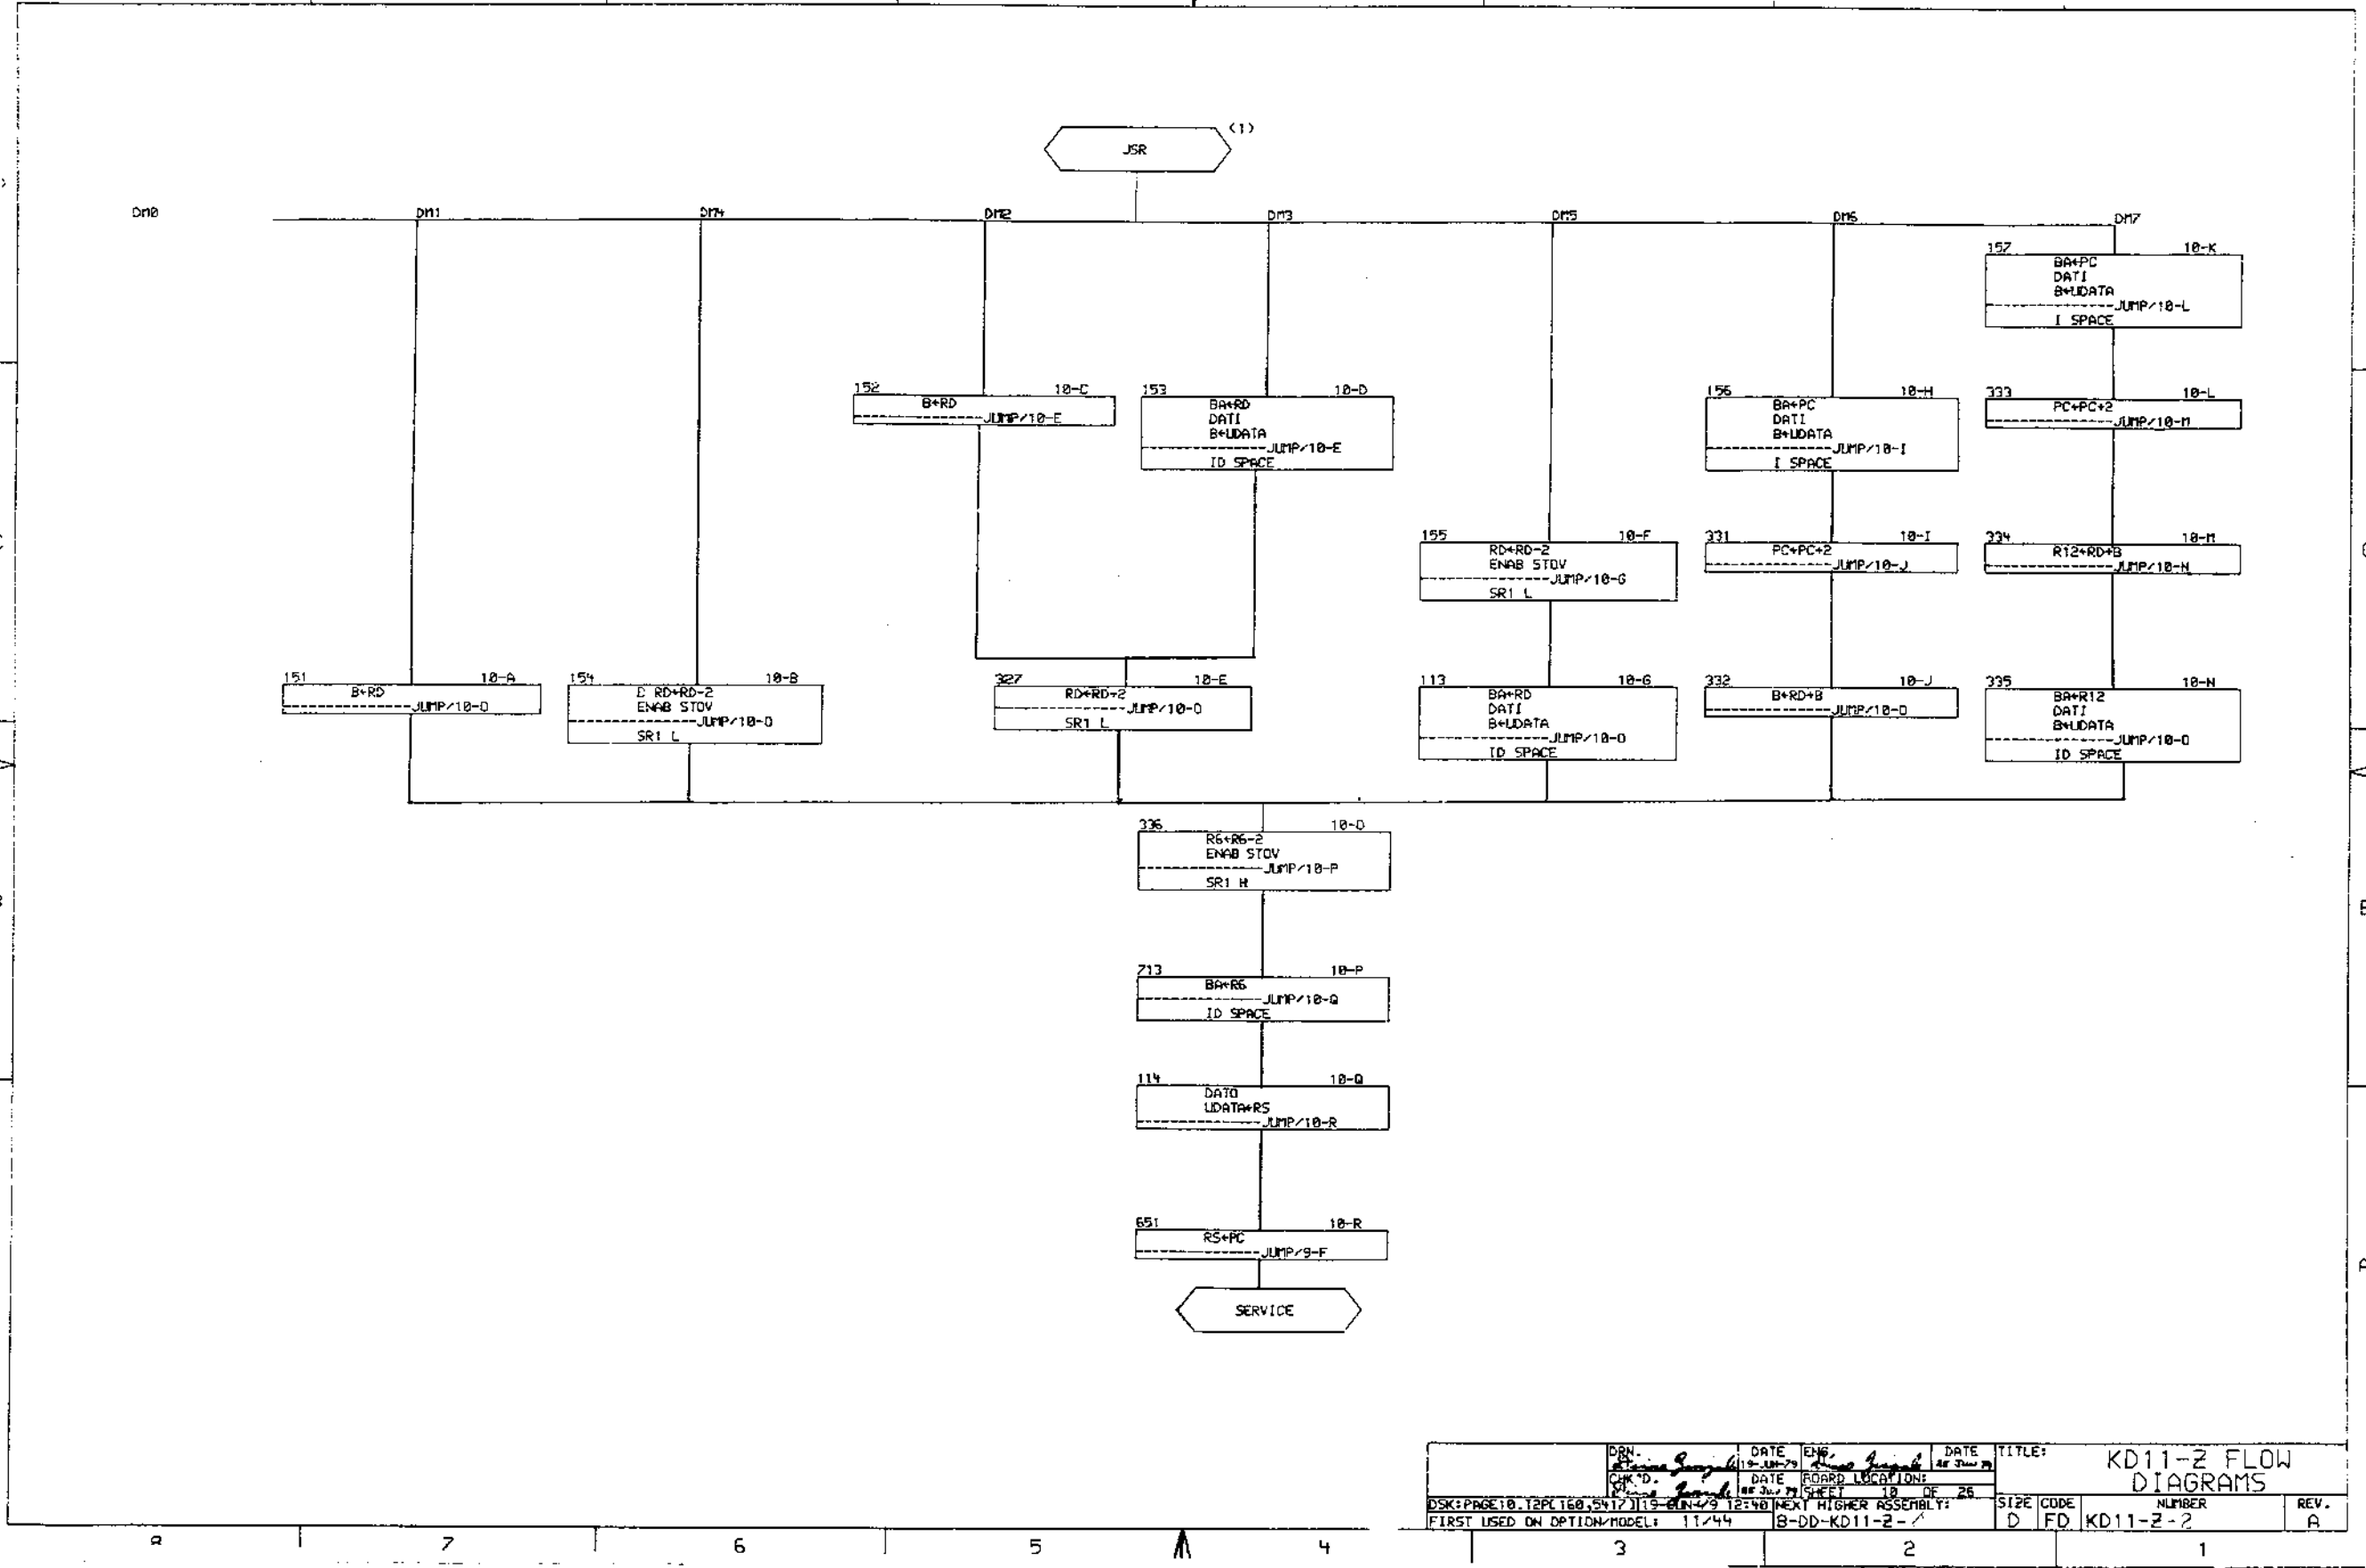 JSR (1)
DM0 DM1 DM4 DM2 DM3 DM5 DM6 DM7
157 10-K
BA←PC
DATI
B←UDATA
JUMP/10-L
I SPACE
152 10-C
B←RD
JUMP/10-E
153 10-D
BA←RD
DATI
B←UDATA
JUMP/10-E
ID SPACE
156 10-H
BA←PC
DATI
B←UDATA
JUMP/10-I
I SPACE
333 10-L
PC←PC+2
JUMP/10-M
155 10-F
RD←RD-2
ENAB STOV
JUMP/10-G
SR1 L
331 10-I
PC←PC+2
JUMP/10-J
334 10-M
R12←RD+B
JUMP/10-N
151 10-A
B←RD
JUMP/10-O
154 10-B
RD←RD-2
ENAB STOV
JUMP/10-O
SR1 L
327 10-E
RD←RD+2
JUMP/10-O
SR1 L
113 10-G
BA←RD
DATI
B←UDATA
JUMP/10-O
ID SPACE
332 10-J
B←RD+B
JUMP/10-O
335 10-N
BA←R12
DATI
B←UDATA
JUMP/10-O
ID SPACE
336 10-O
R6←R6-2
ENAB STOV
JUMP/10-P
SR1 H
713 10-P
BA←R6
JUMP/10-Q
ID SPACE
114 10-Q
DATO
UDATA←RS
JUMP/10-R
651 10-R
RS←PC
JUMP/9-F
SERVICE
DRN. DATE ENG. DATE TITLE:
19-JUN-79
KD11-Z FLOW
DIAGRAMS
CHK'D. DATE BOARD LOCATION:
SHEET 10 OF 26
12:40 NEXT HIGHER ASSEMBLY:
SIZE CODE NUMBER REV.
FIRST USED ON OPTION/MODEL: 11/44 B-DD-KD11-Z-
D FD KD11-Z-2 A
8 7 6 5 4 3 2 1